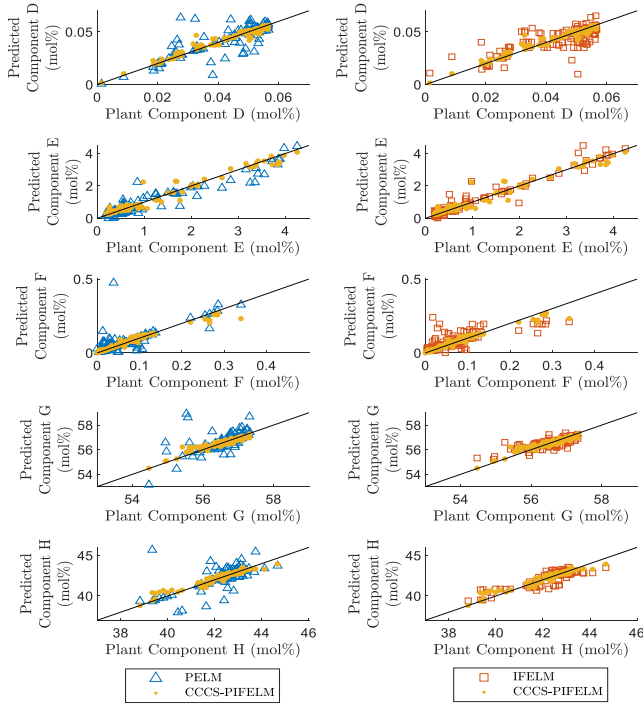 Predicted
Component D
(mol%)
0.05
0
0
0.02
0.04
0.06
Plant Component D (mol%)
Predicted
Component D
(mol%)
0.05
0
0
0.02
0.04
0.06
Plant Component D (mol%)
Predicted
Component E
(mol%)
4
2
0
0
1
2
3
4
Plant Component E (mol%)
Predicted
Component E
(mol%)
4
2
0
0
1
2
3
4
Plant Component E (mol%)
Predicted
Component F
(mol%)
0.5
0
0
0.1
0.2
0.3
0.4
Plant Component F (mol%)
Predicted
Component F
(mol%)
0.5
0
0
0.1
0.2
0.3
0.4
Plant Component F (mol%)
Predicted
Component G
(mol%)
58
56
54
54
56
58
Plant Component G (mol%)
Predicted
Component G
(mol%)
58
56
54
54
56
58
Plant Component G (mol%)
Predicted
Component H
(mol%)
45
40
38
40
42
44
46
Plant Component H (mol%)
Predicted
Component H
(mol%)
45
40
38
40
42
44
46
Plant Component H (mol%)
PELM
CCCS-PIFELM
IFELM
CCCS-PIFELM